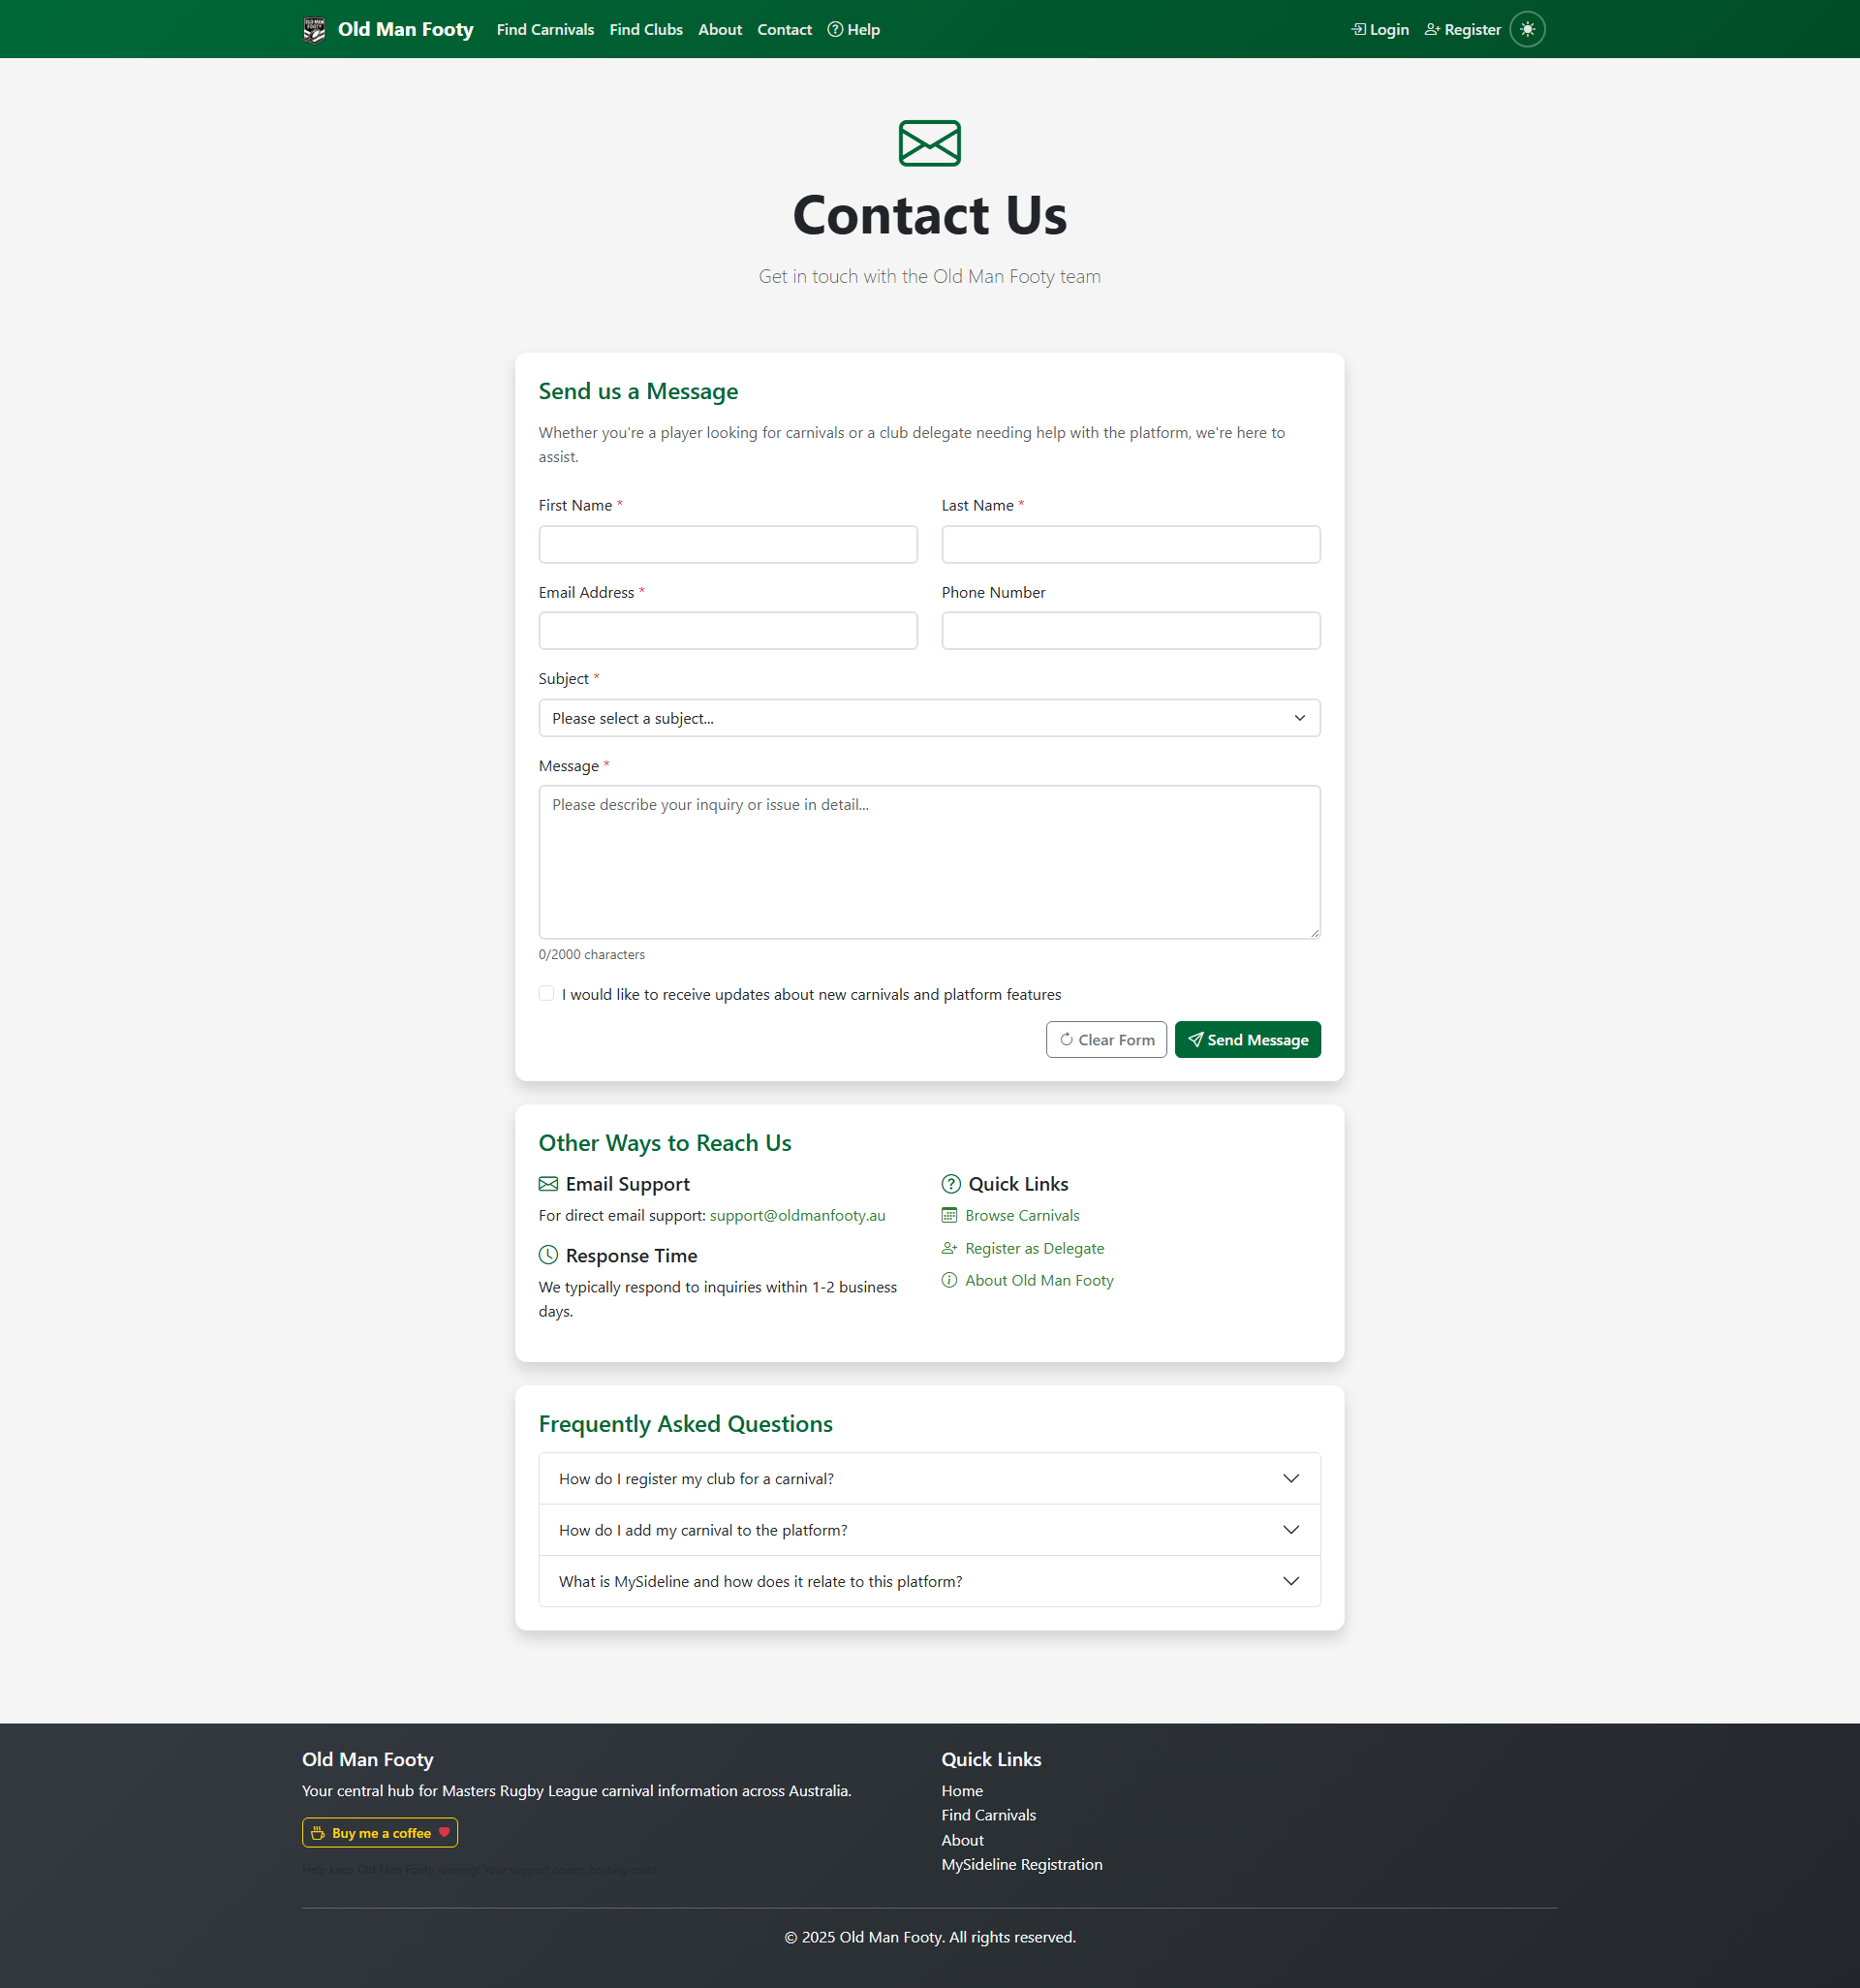 OLD MAN FOOTY
Old Man Footy
Find Carnivals
Find Clubs
About
Contact
Help
Login
Register
Contact Us
Get in touch with the Old Man Footy team
Send us a Message
Whether you're a player looking for carnivals or a club delegate needing help with the platform, we're here to
assist.
First Name *
Last Name *
Email Address *
Phone Number
Subject *
Please select a subject...
Message *
Please describe your inquiry or issue in detail...
0/2000 characters
I would like to receive updates about new carnivals and platform features
Clear Form
Send Message
Other Ways to Reach Us
Email Support
For direct email support: support@oldmanfooty.au
Response Time
We typically respond to inquiries within 1-2 business
days.
Quick Links
Browse Carnivals
Register as Delegate
About Old Man Footy
Frequently Asked Questions
How do I register my club for a carnival?
How do I add my carnival to the platform?
What is MySideline and how does it relate to this platform?
Old Man Footy
Your central hub for Masters Rugby League carnival information across Australia.
Buy me a coffee
Help keep Old Man Footy running! Your support covers hosting costs.
Quick Links
Home
Find Carnivals
About
MySideline Registration
© 2025 Old Man Footy. All rights reserved.